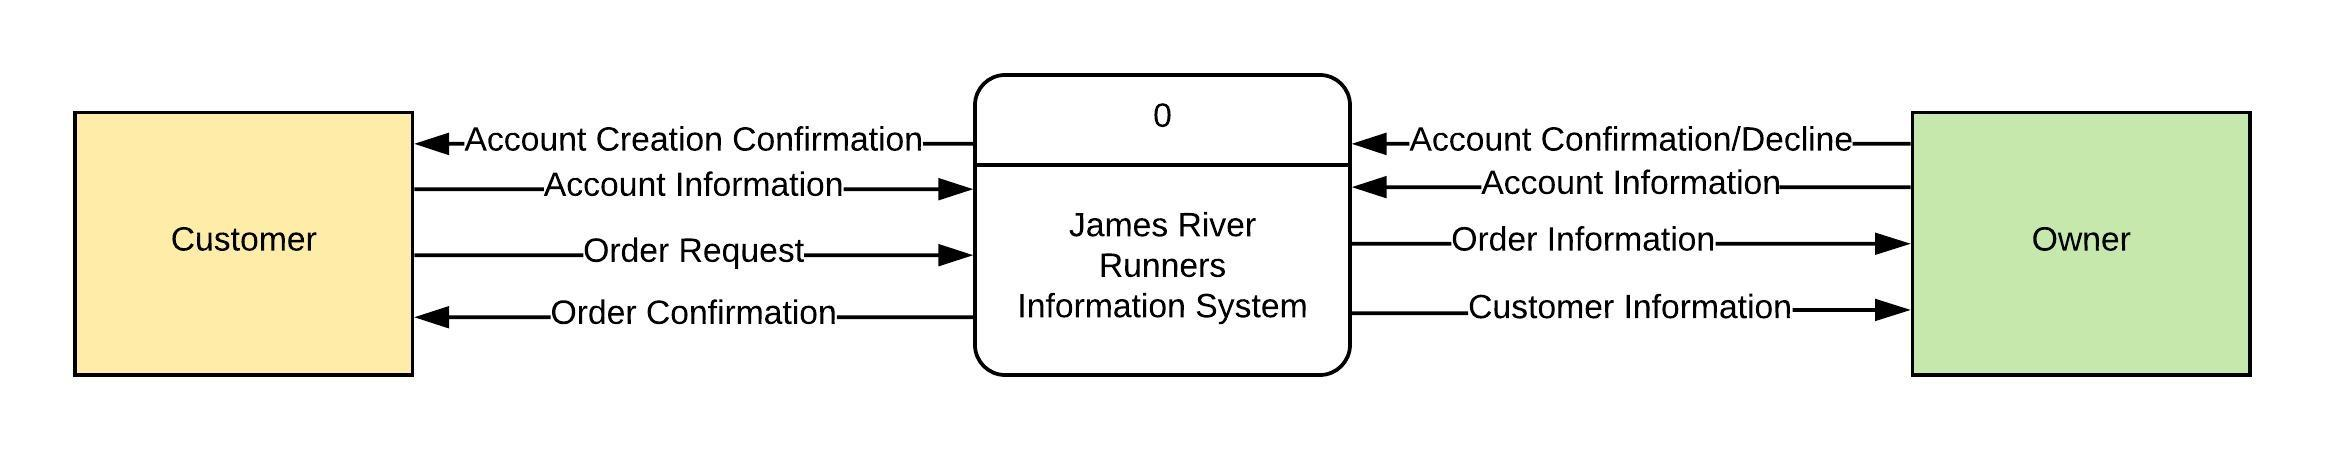 0
Account Creation Confirmation
Account Information
Order Request
Order Confirmation
Customer
James River
Runners
Information System
Account Confirmation/Decline
Account Information
Order Information
Customer Information
Owner